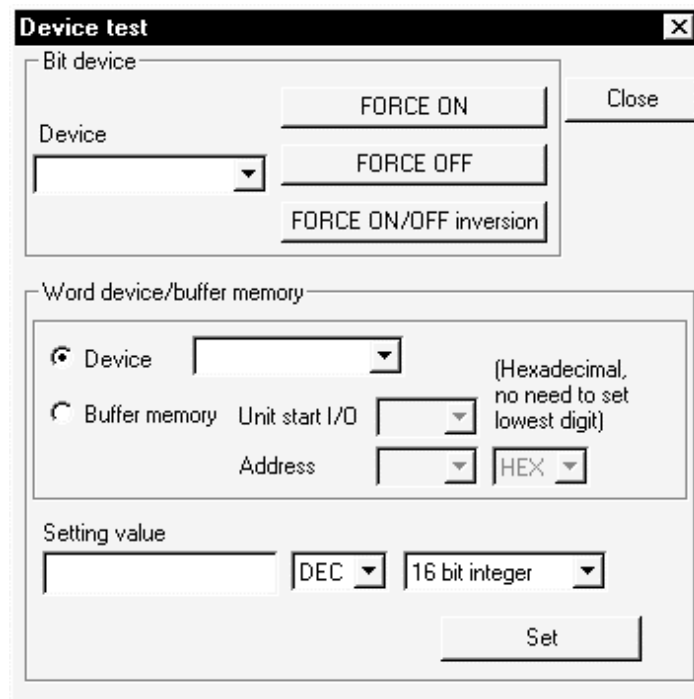 Device test
Bit device
Device
FORCE ON
FORCE OFF
FORCE ON/OFF inversion
Close
Word device/buffer memory
Device
Buffer memory
Unit start I/O
(Hexadecimal,
no need to set
lowest digit)
Address
HEX
Setting value
DEC
16 bit integer
Set